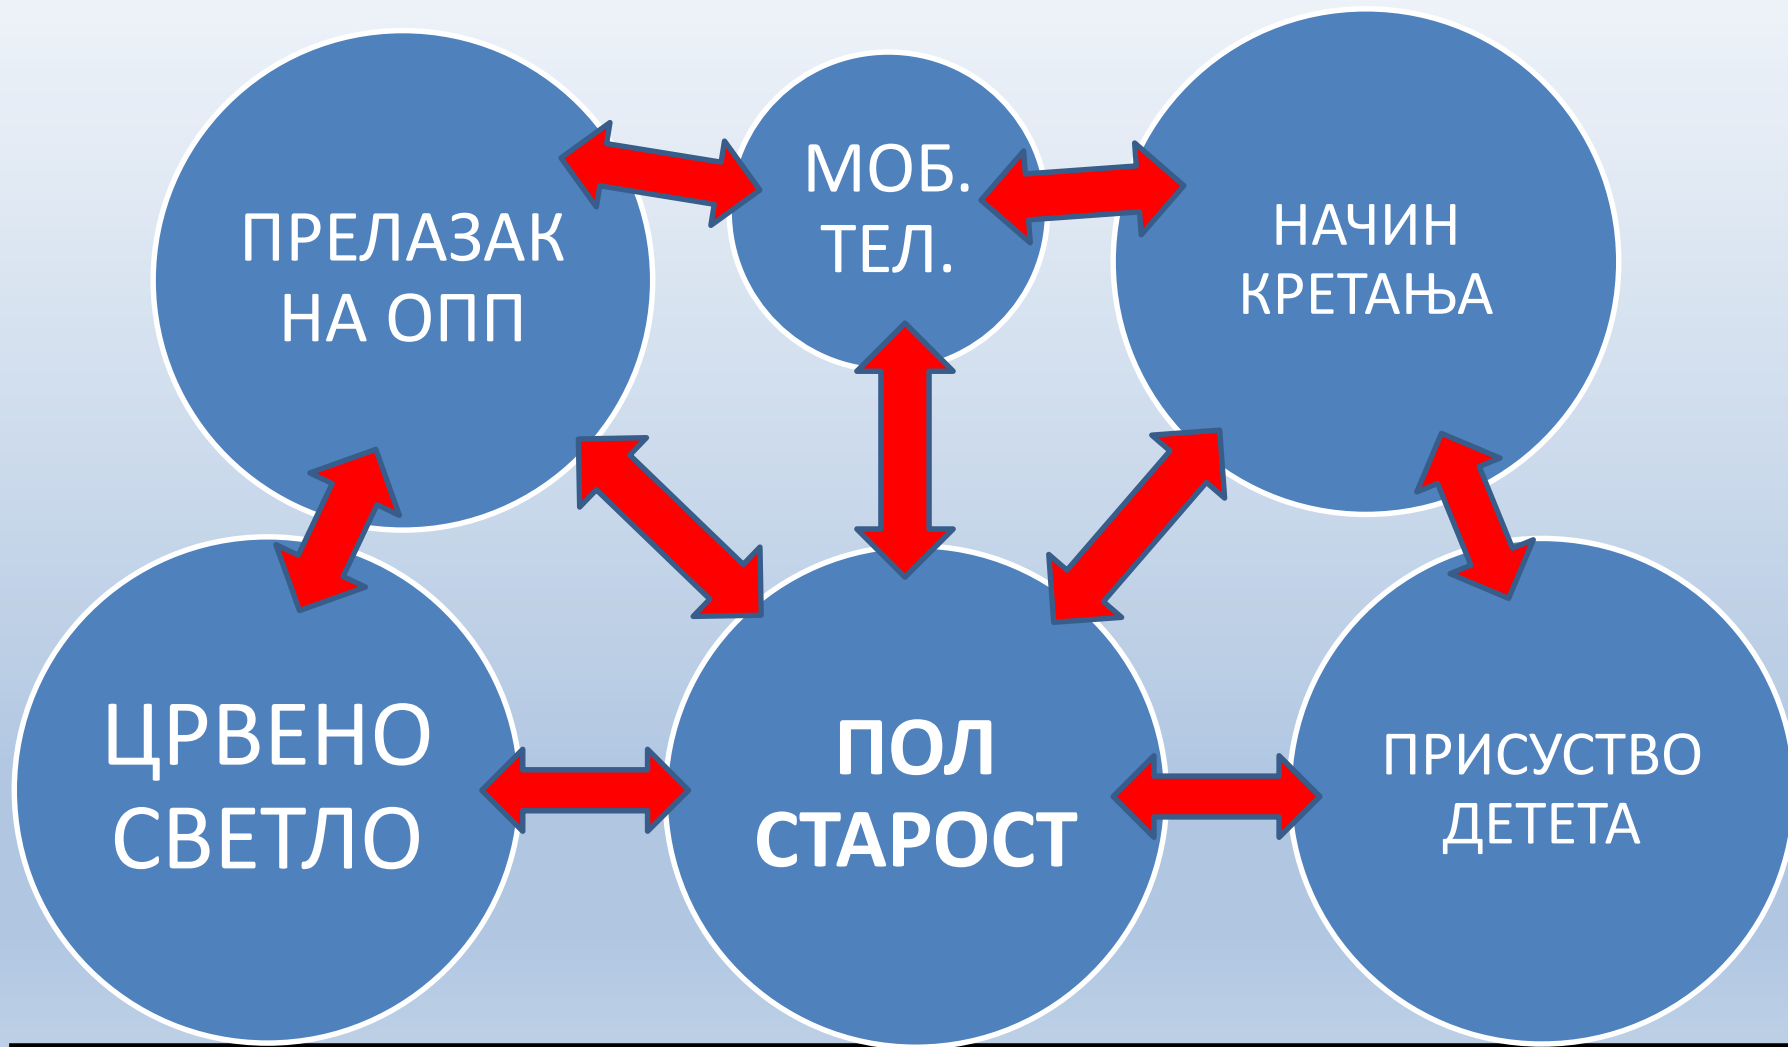 ПРЕЛАЗАК
НА ОПП
МОБ.
ТЕЛ.
НАЧИН
КРЕТАЊА
ЦРВЕНО
СВЕТЛО
ПОЛ
СТАРОСТ
ПРИСУСТВО
ДЕТЕТА